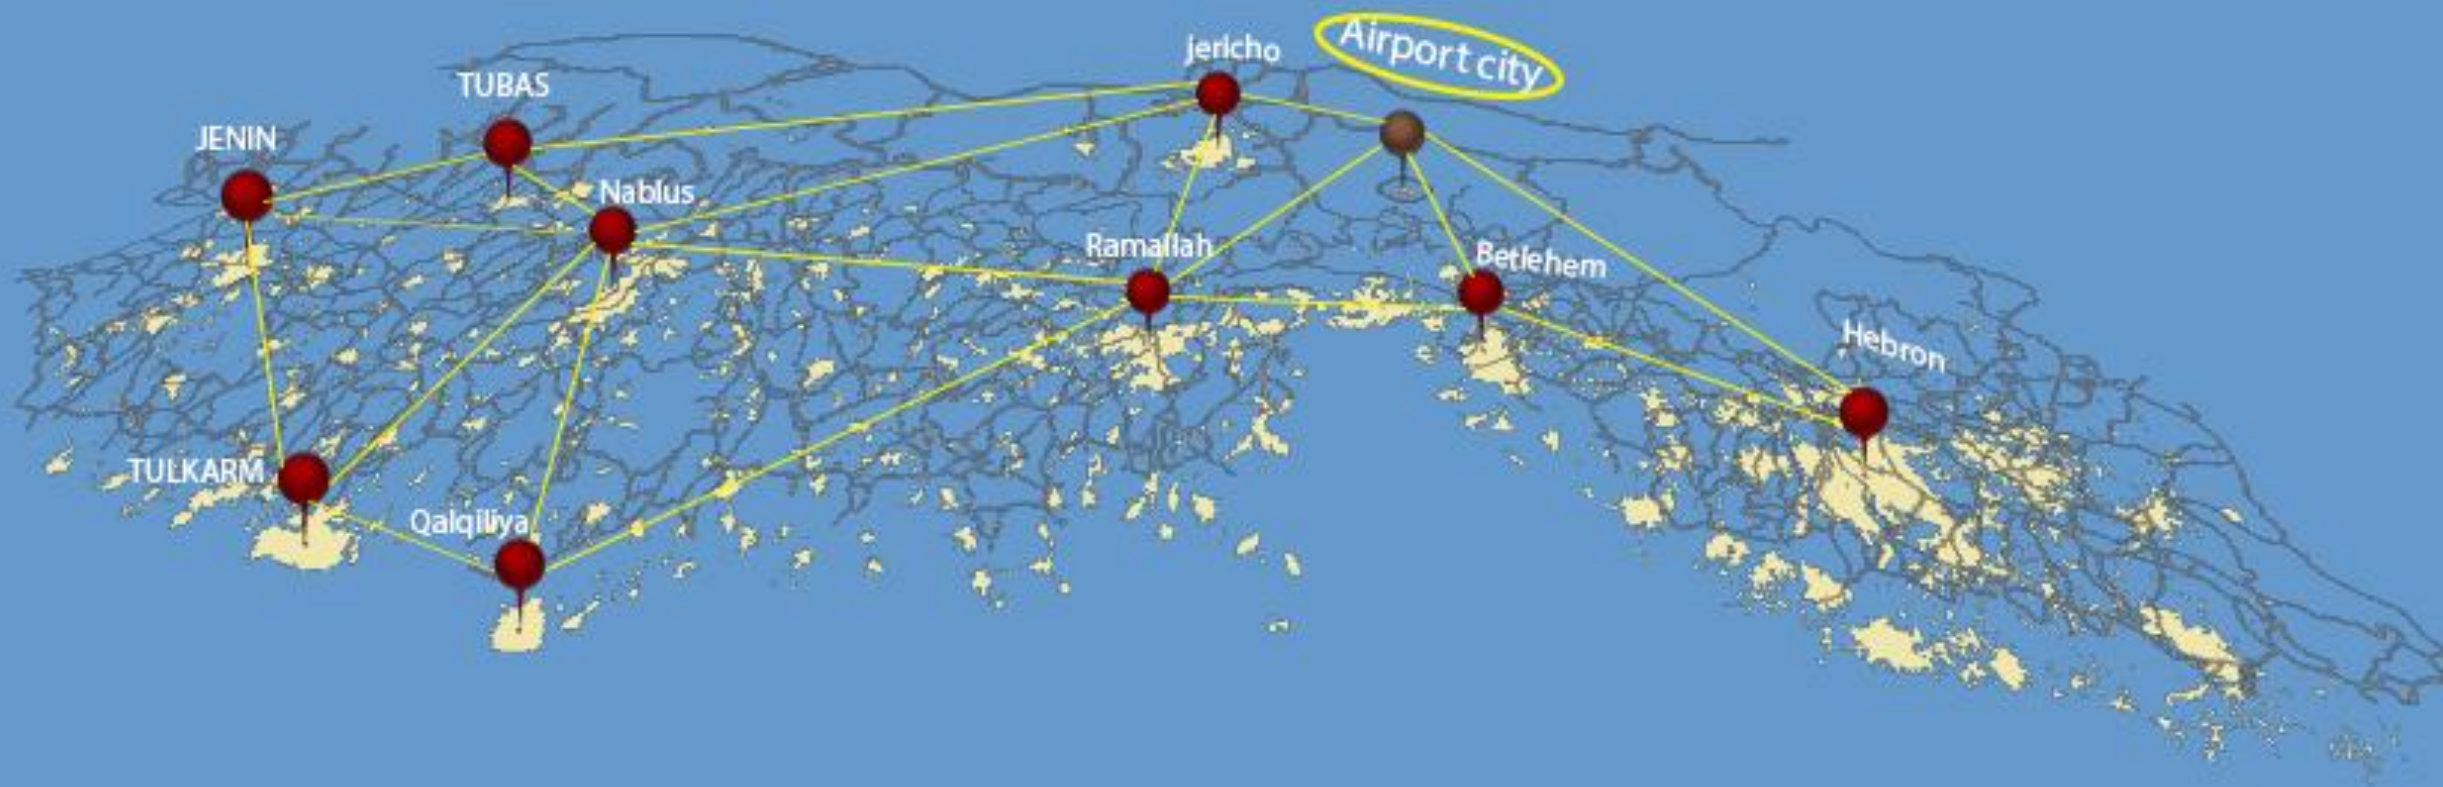 jericho
Airport city
TUBAS
JENIN
Nablus
Ramallah
Betlehem
Hebron
TULKARM
Qalqiliya